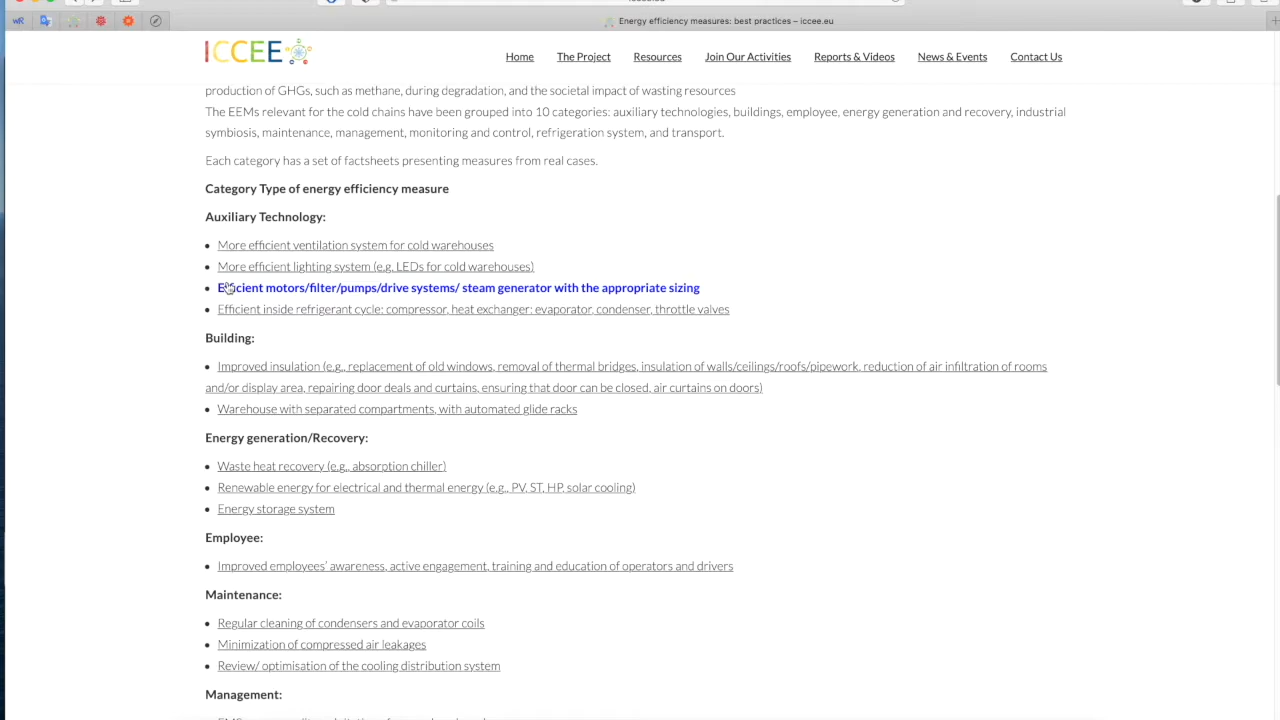 Energy efficiency measures: best practices – iccee.eu
ICCEE
Home The Project Resources Join Our Activities Reports & Videos News & Events Contact Us
production of GHGs, such as methane, during degradation, and the societal impact of wasting resources
The EEMs relevant for the cold chains have been grouped into 10 categories: auxiliary technologies, buildings, employee, energy generation and recovery, industrial
symbiosis, maintenance, management, monitoring and control, refrigeration system, and transport.
Each category has a set of factsheets presenting measures from real cases.
Category Type of energy efficiency measure
Auxiliary Technology:
More efficient ventilation system for cold warehouses
More efficient lighting system (e.g. LEDs for cold warehouses)
Efficient motors/filter/pumps/drive systems/ steam generator with the appropriate sizing
Efficient inside refrigerant cycle: compressor, heat exchanger: evaporator, condenser, throttle valves
Building:
Improved insulation (e.g., replacement of old windows, removal of thermal bridges, insulation of walls/ceilings/roofs/pipework, reduction of air infiltration of rooms
and/or display area, repairing door deals and curtains, ensuring that door can be closed, air curtains on doors)
Warehouse with separated compartments, with automated glide racks
Energy generation/Recovery:
Waste heat recovery (e.g., absorption chiller)
Renewable energy for electrical and thermal energy (e.g., PV, ST, HP, solar cooling)
Energy storage system
Employee:
Improved employees' awareness, active engagement, training and education of operators and drivers
Maintenance:
Regular cleaning of condensers and evaporator coils
Minimization of compressed air leakages
Review/ optimisation of the cooling distribution system
Management: